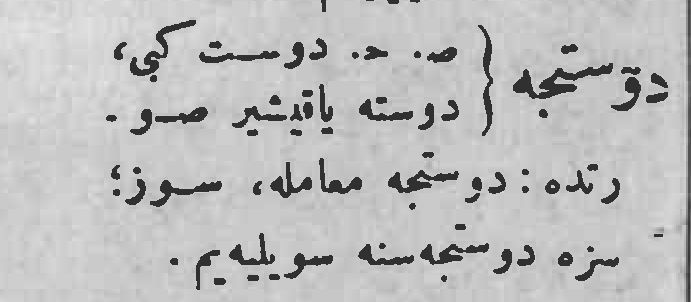 دوستجه { ص. ح. دوست کبی،
دوسته یاقیشیر صو-
رتده: دوستجه معامله، سوز؛
سزه دوستجه‌سنه سویلیه‌یم.